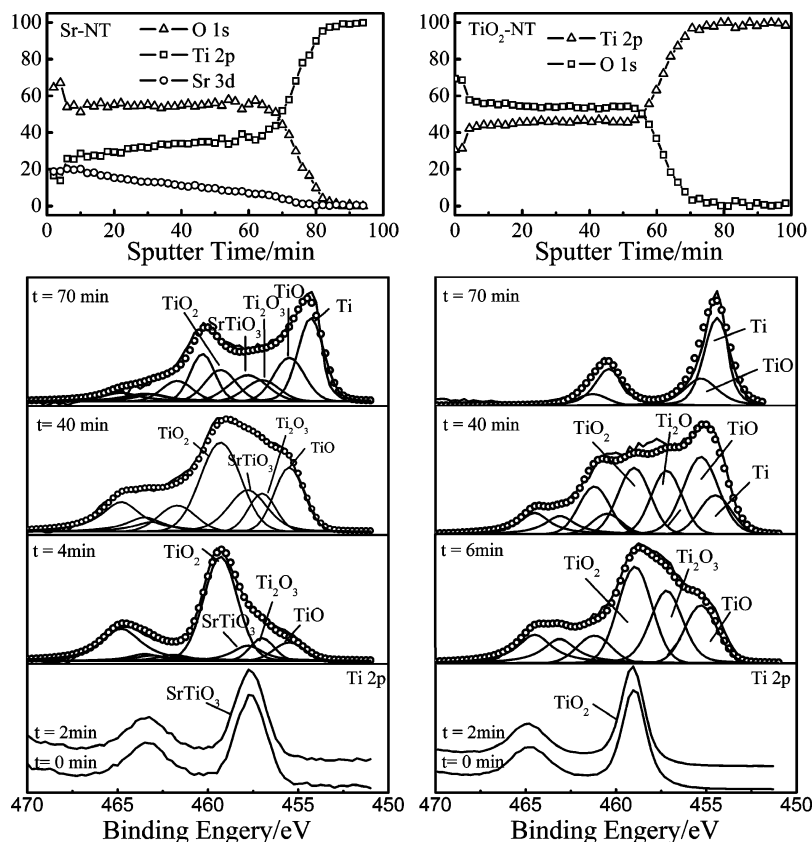 100
80
60
40
20
0
Sr-NT
O 1s
Ti 2p
Sr 3d
0 20 40 60 80 100
Sputter Time/min
100
80
60
40
20
0
TiO2-NT
Ti 2p
O 1s
0 20 40 60 80 100
Sputter Time/min
t = 70 min
TiO2
SrTiO3
Ti2O3
TiO
Ti
t= 40 min
TiO2
SrTiO3
Ti2O3
TiO
t = 4min
TiO2
SrTiO3
Ti2O3
TiO
Ti 2p
SrTiO3
t = 2min
t= 0 min
470 465 460 455 450
Binding Engery/eV
t = 70 min
Ti
TiO
t = 40 min
TiO2
Ti2O
TiO
Ti
t = 6min
TiO2
Ti2O3
TiO
Ti 2p
TiO2
t = 2min
t= 0 min
470 465 460 455 450
Binding Engery/eV